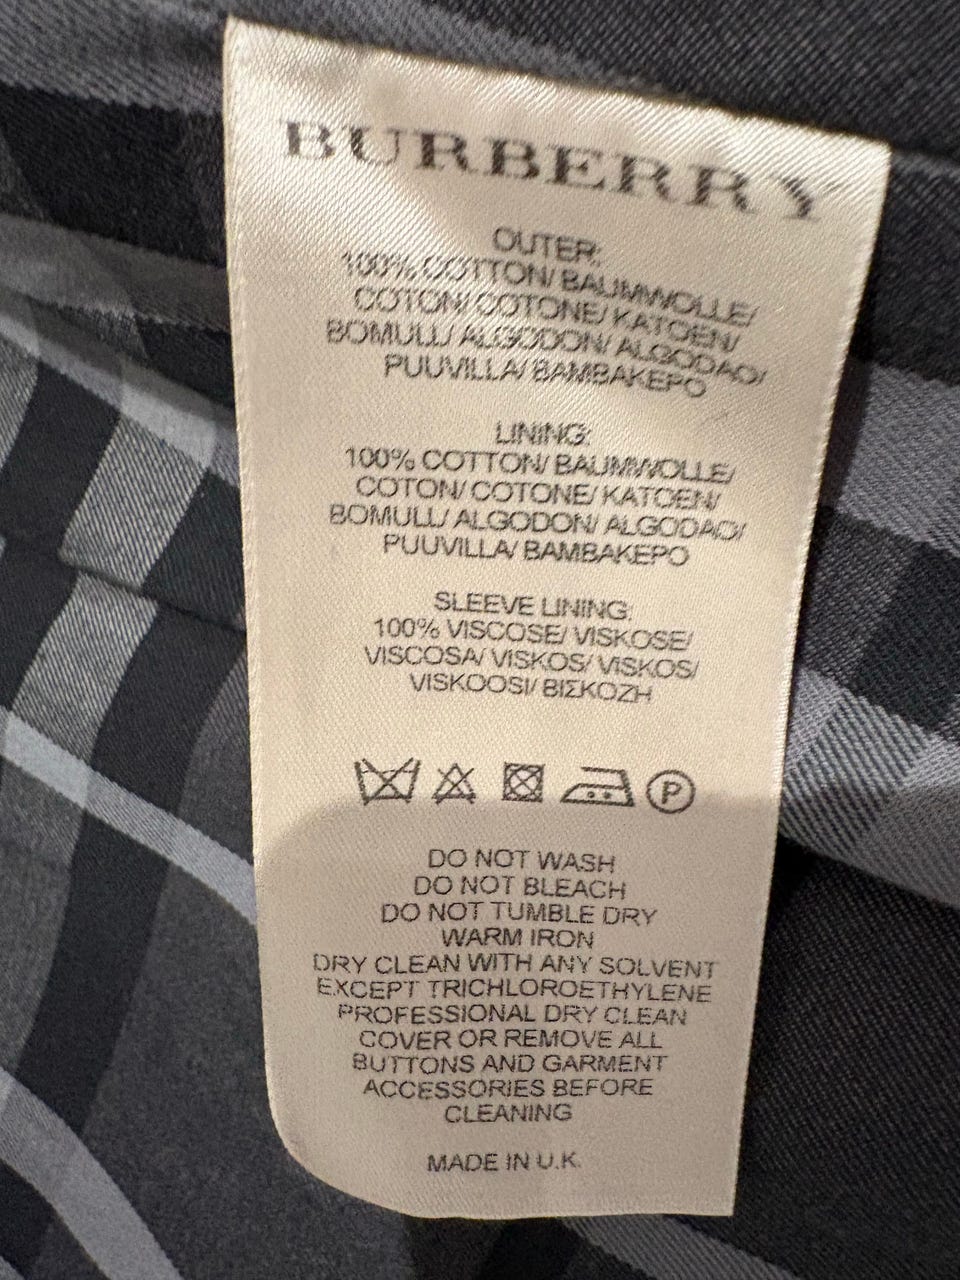 BURBERRY
OUTER:
100% COTTON/ BAUMWOLLE/
COTON/ COTONE/ KATOEN/
BOMULL/ ALGODON/ ALGODAO/
PUUVILLA/ BAMBAKEPO
LINING:
100% COTTON/ BAUMWOLLE/
COTON/ COTONE/ KATOEN/
BOMULL/ ALGODON/ ALGODAO/
PUUVILLA/ BAMBAKEPO
SLEEVE LINING:
100% VISCOSE/ VISKOSE/
VISCOSA/ VISKOS/ VISKOS/
VISKOOSI/ ΒΙΣΚΟΖΗ
P
DO NOT WASH
DO NOT BLEACH
DO NOT TUMBLE DRY
WARM IRON
DRY CLEAN WITH ANY SOLVENT
EXCEPT TRICHLOROETHYLENE
PROFESSIONAL DRY CLEAN
COVER OR REMOVE ALL
BUTTONS AND GARMENT
ACCESSORIES BEFORE
CLEANING
MADE IN U.K.